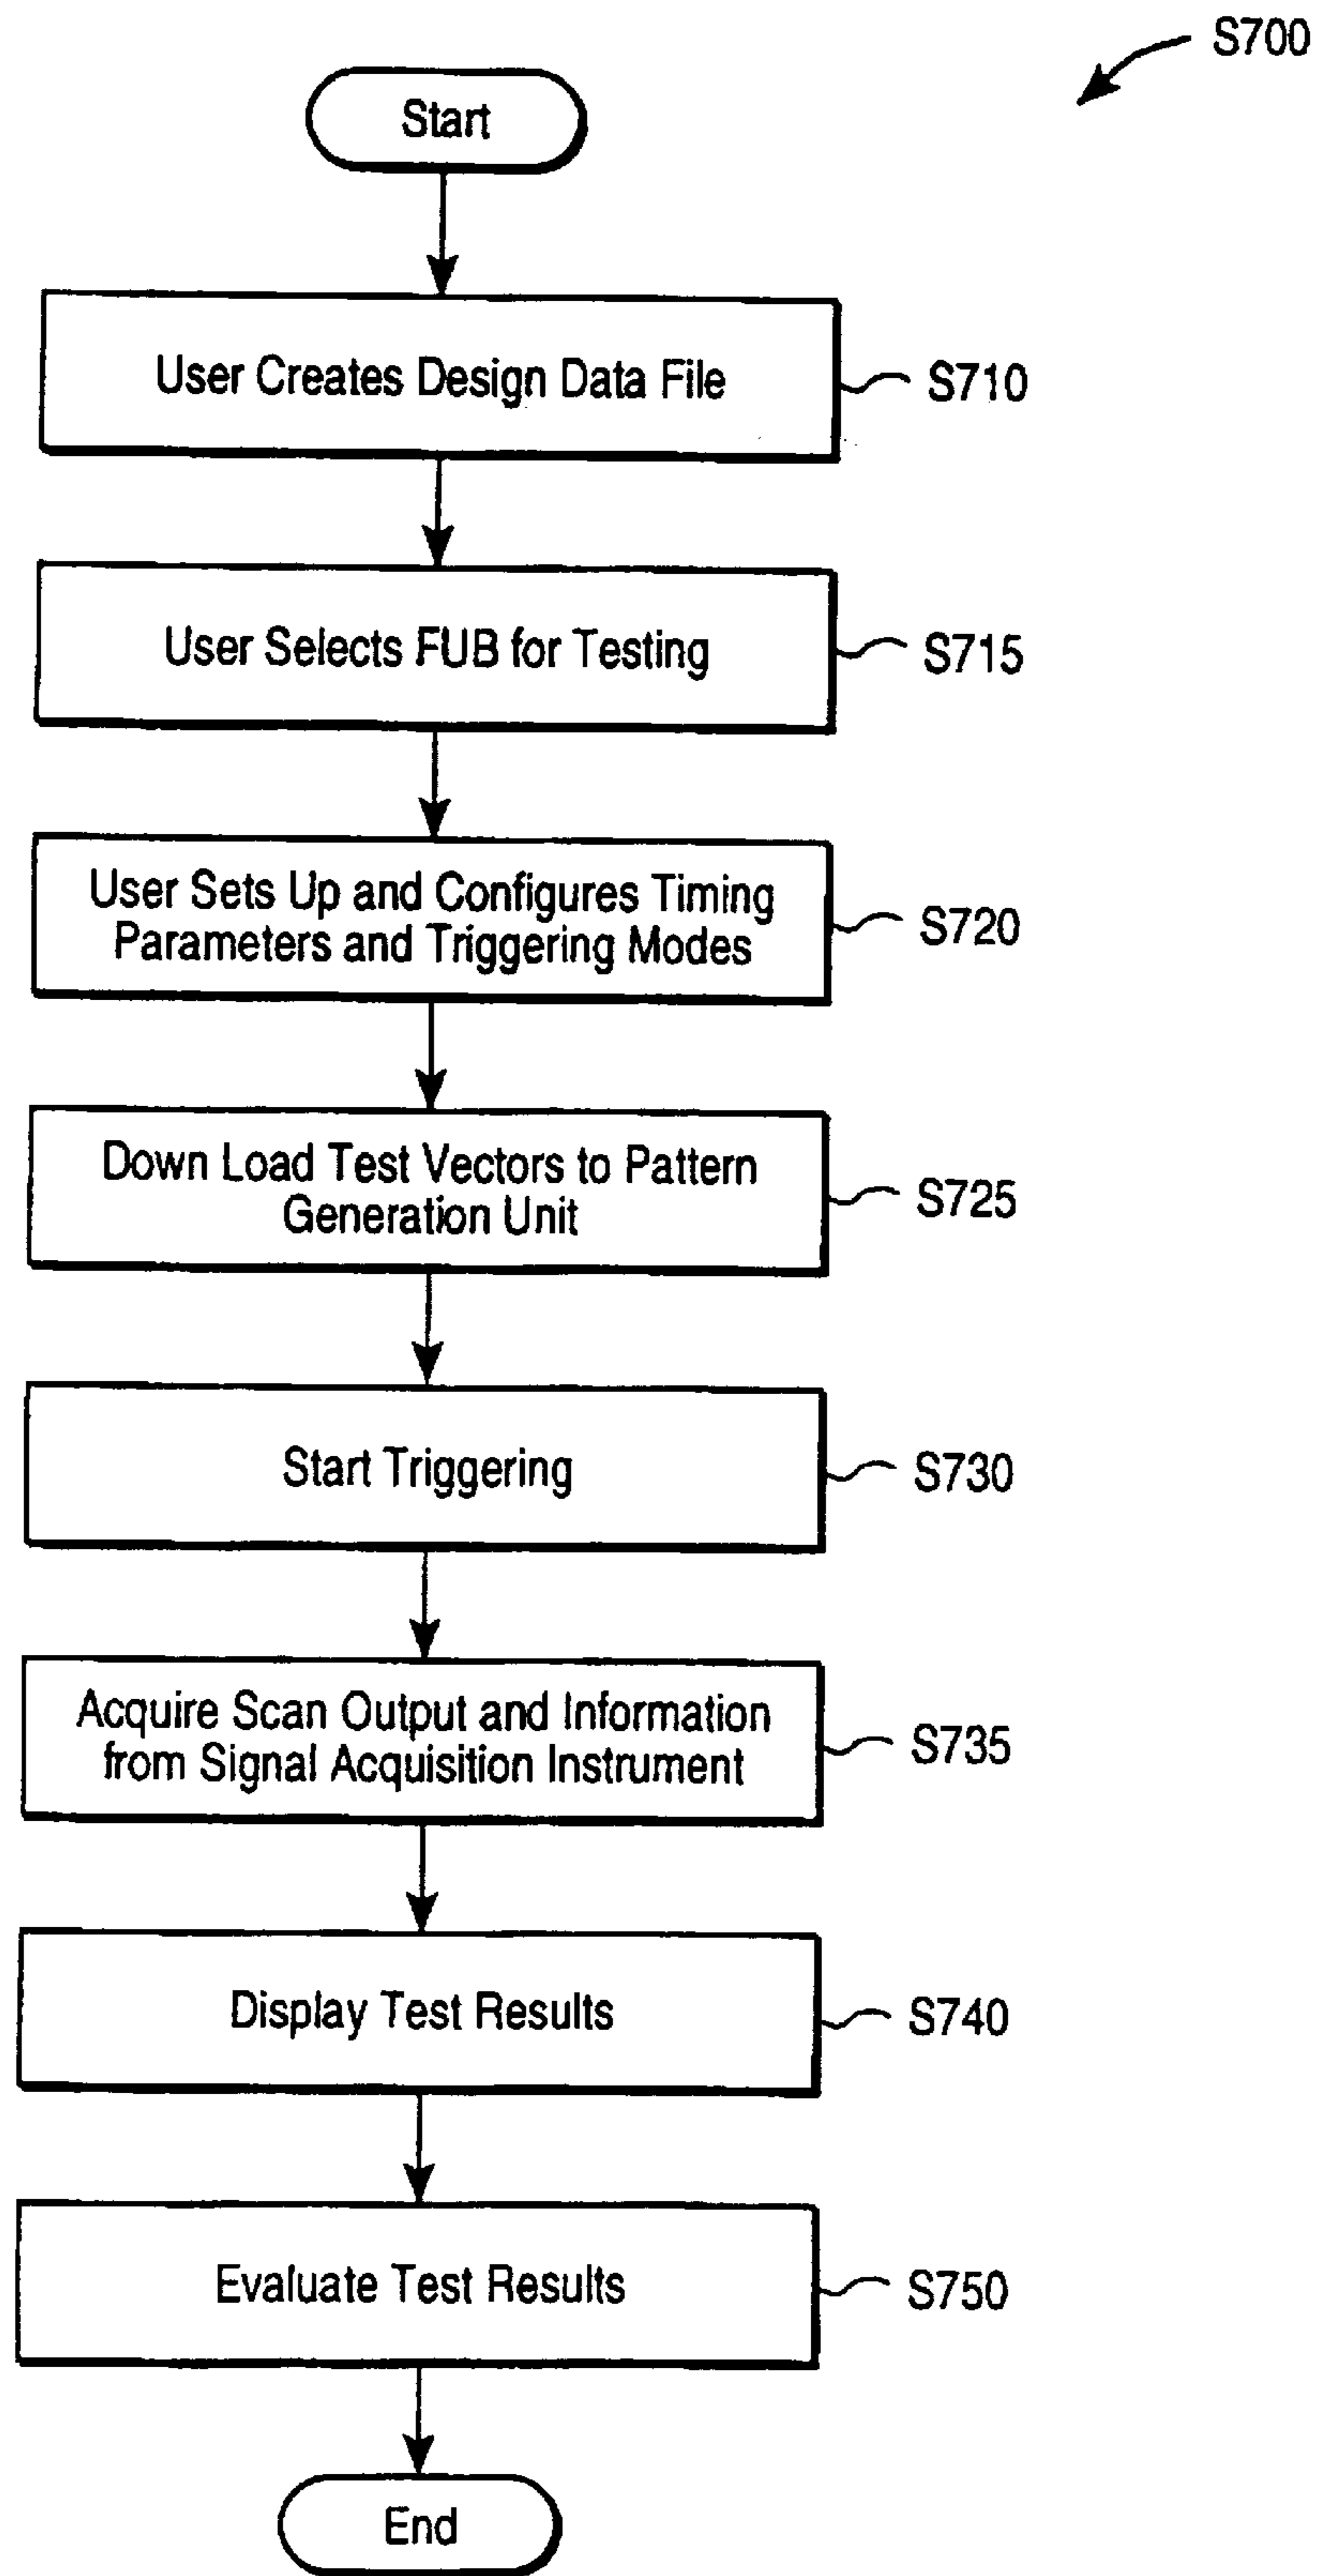 S700
Start
User Creates Design Data File
S710
User Selects FUB for Testing
S715
User Sets Up and Configures Timing
Parameters and Triggering Modes
S720
Down Load Test Vectors to Pattern
Generation Unit
S725
Start Triggering
S730
Acquire Scan Output and Information
from Signal Acquisition Instrument
S735
Display Test Results
S740
Evaluate Test Results
S750
End